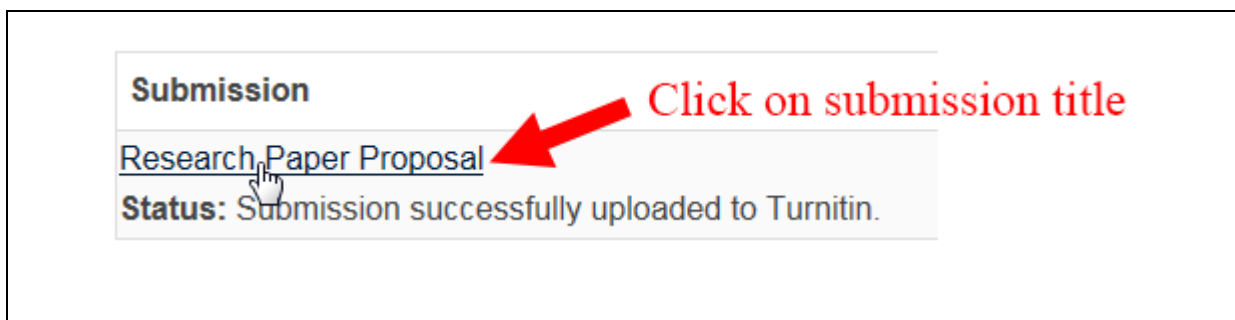 Submission
Click on submission title
Research Paper Proposal
Status: Submission successfully uploaded to Turnitin.